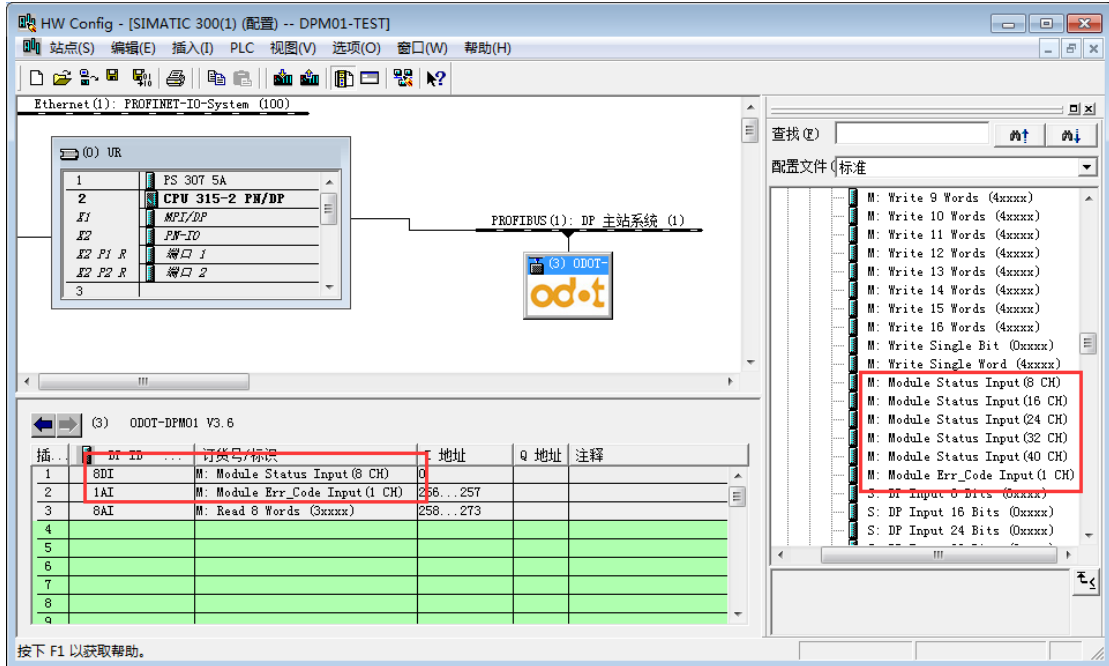 HW Config - [SIMATIC 300(1) (配置) -- DPM01-TEST]
站点(S) 编辑(E) 插入(I) PLC 视图(V) 选项(O) 窗口(W) 帮助(H)
Ethernet(1): PROFINET-IO-System (100)
(0) UR
1 PS 307 5A
2 CPU 315-2 PN/DP
X1 MPI/DP
X2 PN-IO
X2 P1 R 端口 1
X2 P2 R 端口 2
3
PROFIBUS(1): DP 主站系统 (1)
(3) ODOT-
odot
(3) ODOT-DPM01 V3.6
插... DP ID ... 订货号/标识 I 地址 Q 地址 注释
1 8DI M: Module Status Input(8 CH) 0
2 1AI M: Module Err_Code Input(1 CH) 256...257
3 8AI M: Read 8 Words (3xxxx) 258...273
4
5
6
7
8
9
查找(F)
配置文件( 标准
M: Write 9 Words (4xxxx)
M: Write 10 Words (4xxxx)
M: Write 11 Words (4xxxx)
M: Write 12 Words (4xxxx)
M: Write 13 Words (4xxxx)
M: Write 14 Words (4xxxx)
M: Write 15 Words (4xxxx)
M: Write 16 Words (4xxxx)
M: Write Single Bit (0xxxx)
M: Write Single Word (4xxxx)
M: Module Status Input(8 CH)
M: Module Status Input(16 CH)
M: Module Status Input(24 CH)
M: Module Status Input(32 CH)
M: Module Status Input(40 CH)
M: Module Err_Code Input(1 CH)
S: DP Input 8 Bits (0xxxx)
S: DP Input 16 Bits (0xxxx)
S: DP Input 24 Bits (0xxxx)
按下 F1 以获取帮助。